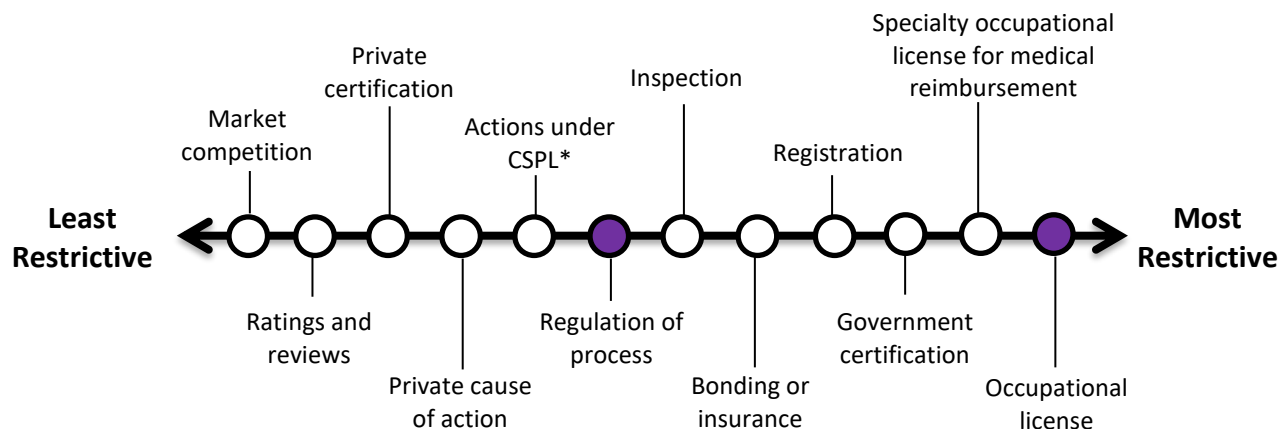 Least
Restrictive
Market
competition
Ratings and
reviews
Private
certification
Private cause
of action
Actions under
CSPL*
Regulation of
process
Inspection
Bonding or
insurance
Registration
Government
certification
Specialty occupational
license for medical
reimbursement
Occupational
license
Most
Restrictive